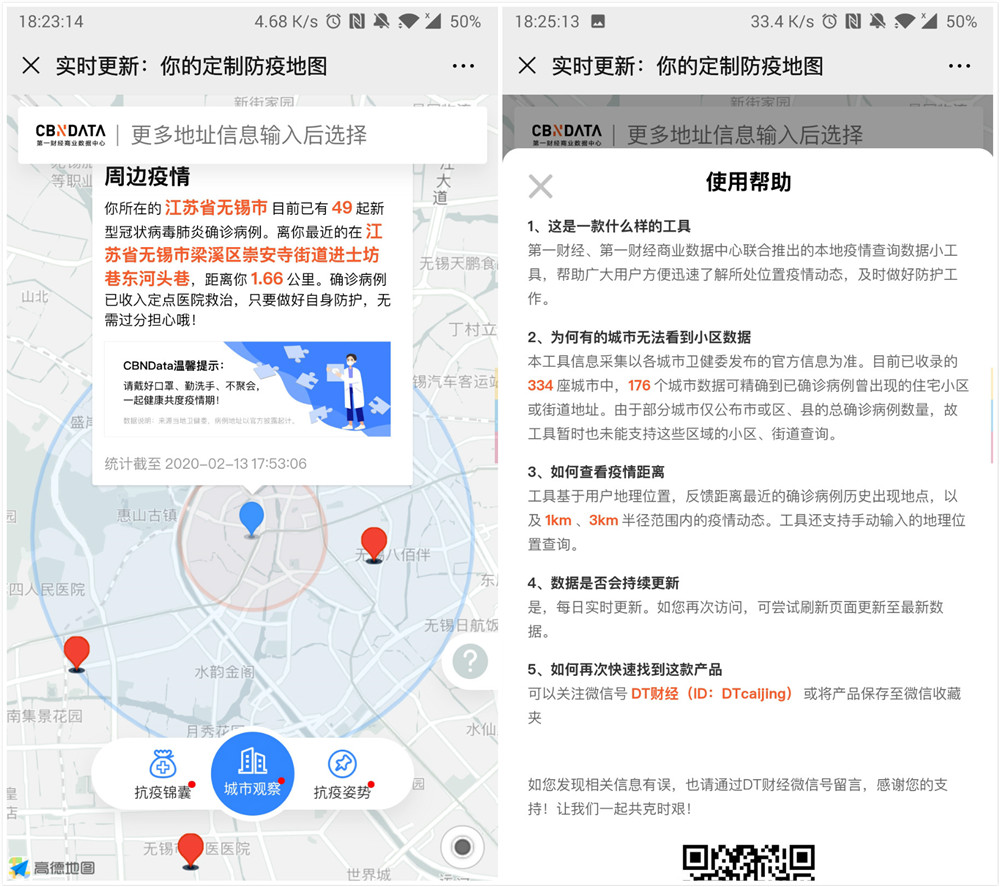 18:23:14
4.68 K/s
50%
实时更新：你的定制防疫地图
新街家园
CBNDATA
第一财经商业数据中心
更多地址信息输入后选择
等职业
江大道
周边疫情
你所在的 江苏省无锡市 目前已有 49 起新
型冠状病毒肺炎确诊病例。离你最近的在 江
苏省无锡市梁溪区崇安寺街道进士坊
巷东河头巷，距离你 1.66 公里。确诊病例
已收入定点医院救治，只要做好自身防护，无
需过分担心哦！
无锡天鹏食
山北
丁村立
CBNData温馨提示：
请戴好口罩、勤洗手、不聚会，
一起健康共度疫情期！
数据说明：来源当地卫健委，病例地址以官方披露起计。
锡汽车客运站
盛岸
统计截至 2020-02-13 17:53:06
惠山古镇
园
无锡八佰伴
东
四人民医院
无锡日航饭
水韵金阁
?
南集景花园
月秀花园
水仙
抗疫锦囊
城市观察
抗疫姿势
无锡
医医院
世界城
高德地图
18:25:13
33.4 K/s
50%
实时更新：你的定制防疫地图
新街家园
CBNDATA
第一财经商业数据中心
更多地址信息输入后选择
使用帮助
1、这是一款什么样的工具
第一财经、第一财经商业数据中心联合推出的本地疫情查询数据小工
具，帮助广大用户方便迅速了解所处位置疫情动态，及时做好防护工
作。
2、为何有的城市无法看到小区数据
本工具信息采集以各城市卫健委发布的官方信息为准。目前已收录的
334 座城市中，176 个城市数据可精确到已确诊病例曾出现的住宅小区
或街道地址。由于部分城市仅公布市或区、县的总确诊病例数量，故
工具暂时也未能支持这些区域的小区、街道查询。
3、如何查看疫情距离
工具基于用户地理位置，反馈距离最近的确诊病例历史出现地点，以
及 1km 、3km 半径范围内的疫情动态。工具还支持手动输入的地理位
置查询。
4、数据是否会持续更新
是，每日实时更新。如您再次访问，可尝试刷新页面更新至最新数
据。
5、如何再次快速找到这款产品
可以关注微信号 DT财经（ID：DTcaijing） 或将产品保存至微信收藏
夹
如您发现相关信息有误，也请通过DT财经微信号留言，感谢您的支
持！让我们一起共克时艰！